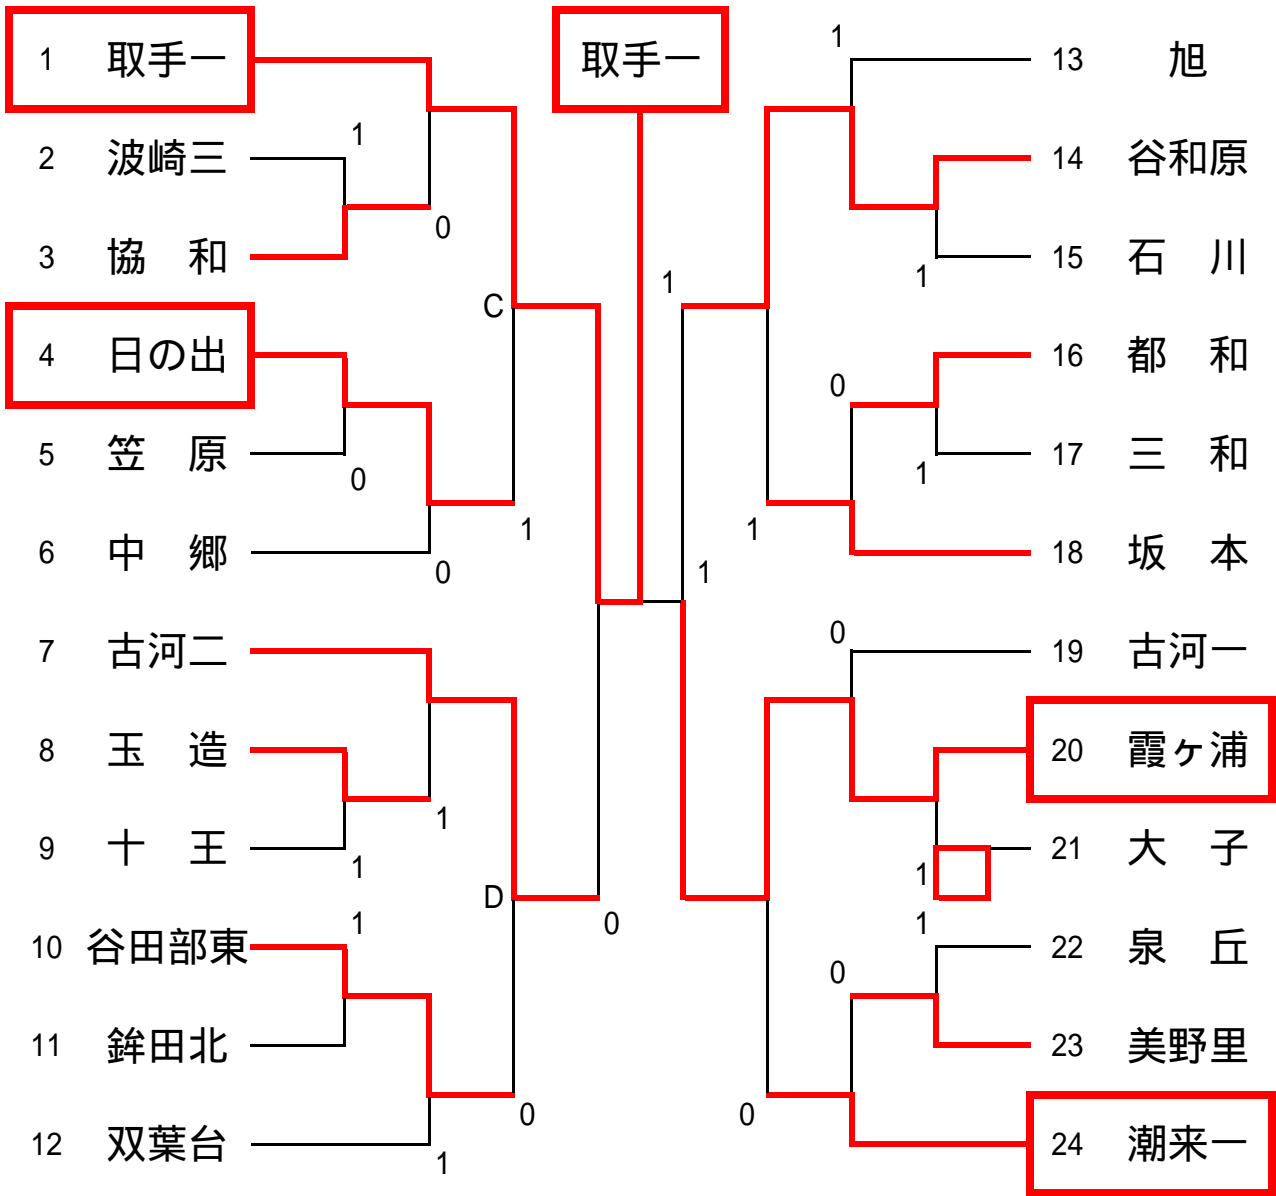 取手一
1 取手一
1
2 波崎三
0
3 協 和
C
4 日の出
5 笠 原
0
1
6 中 郷
0
7 古河二
8 玉 造
1
9 十 王
1
D
0
1
10 谷田部東
11 鉾田北
0
12 双葉台
1
1
13 旭
14 谷和原
15 石 川
1
1
16 都 和
0
17 三 和
1
1
18 坂 本
1
0
19 古河一
20 霞ヶ浦
21 大 子
1
1
22 泉 丘
0
23 美野里
0
24 潮来一